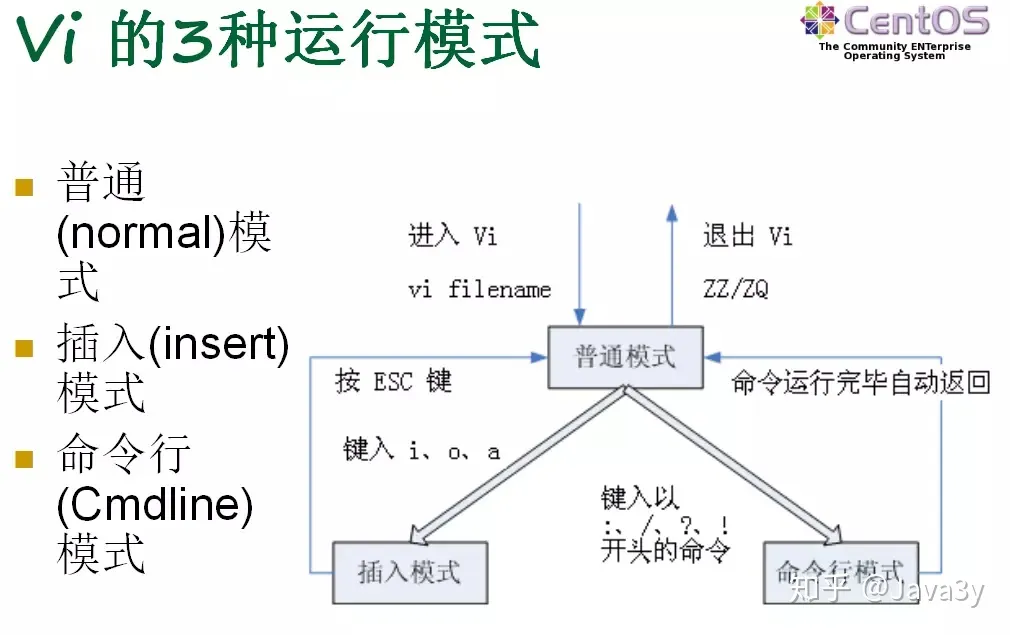 Vi 的3种运行模式
CentOS
The Community ENTerprise
Operating System
普通
(normal)模
式
插入(insert)
模式
命令行
(Cmdline)
模式
进入 Vi
vi filename
退出 Vi
ZZ/ZQ
普通模式
按 ESC 键
命令运行完毕自动返回
键入 i、o、a
键入以
:、/、?、!
开头的命令
插入模式
命令行模式
知乎 @Java3y